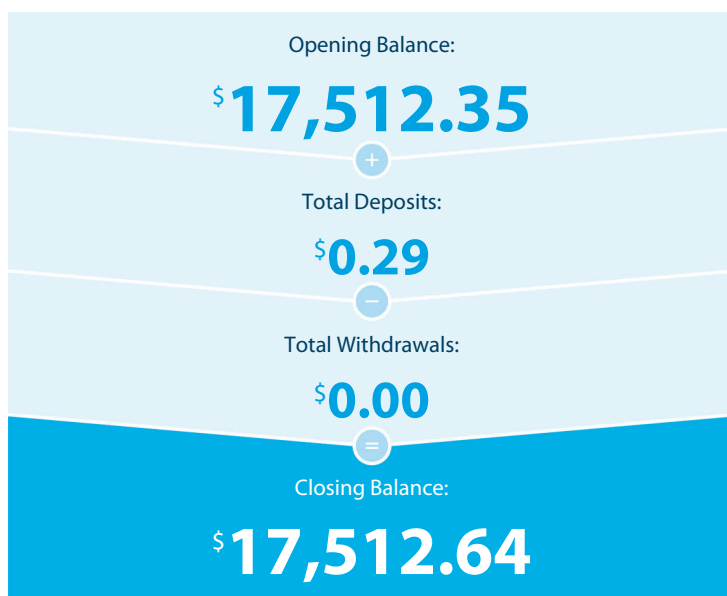 Opening Balance:
$17,512.35
+
Total Deposits:
$0.29
−
Total Withdrawals:
$0.00
=
Closing Balance:
$17,512.64